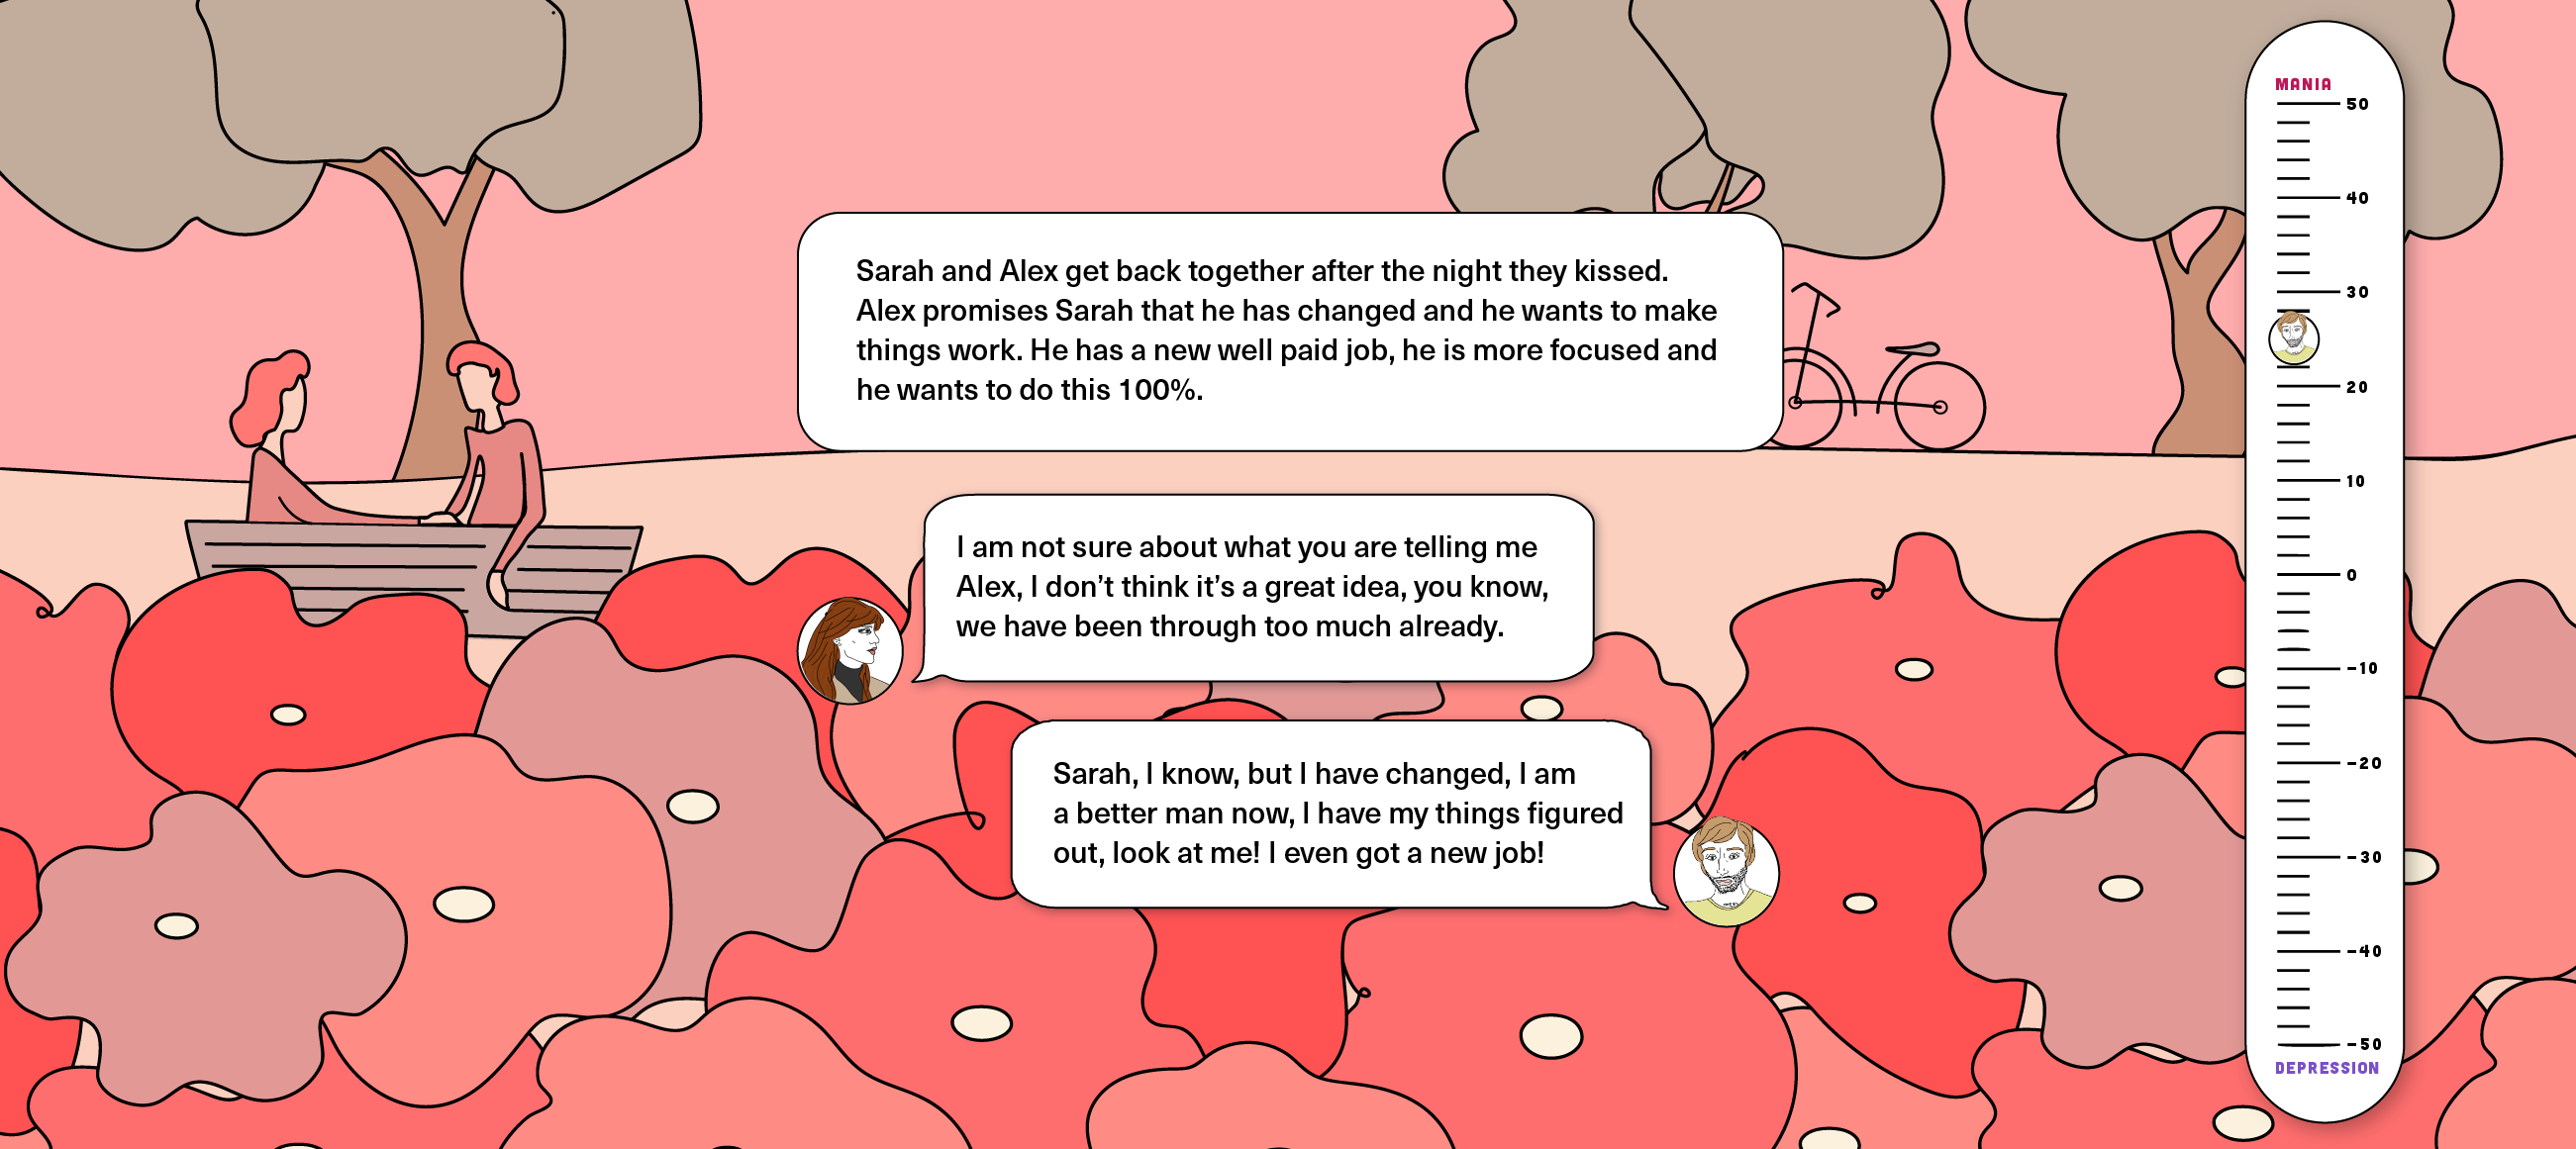 Sarah and Alex get back together after the night they kissed.
Alex promises Sarah that he has changed and he wants to make
things work. He has a new well paid job, he is more focused and
he wants to do this 100%.
I am not sure about what you are telling me
Alex, I don’t think it’s a great idea, you know,
we have been through too much already.
Sarah, I know, but I have changed, I am
a better man now, I have my things figured
out, look at me! I even got a new job!
MANIA
50
40
30
20
10
0
-10
-20
-30
-40
-50
DEPRESSION